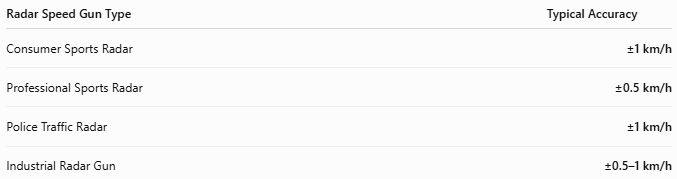 Radar Speed Gun Type Typical Accuracy
Consumer Sports Radar ±1 km/h
Professional Sports Radar ±0.5 km/h
Police Traffic Radar ±1 km/h
Industrial Radar Gun ±0.5–1 km/h